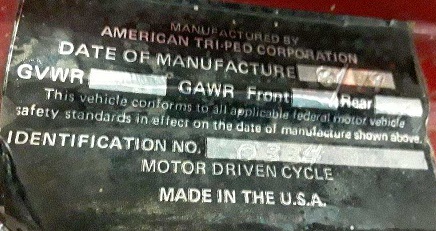 MANUFACTURED BY
AMERICAN TRI-PED CORPORATION
DATE OF MANUFACTURE
GVWR GAWR Front Rear
This vehicle conforms to all applicable federal motor vehicle
safety standards in effect on the date of manufacture shown above.
IDENTIFICATION NO.
MOTOR DRIVEN CYCLE
MADE IN THE U.S.A.